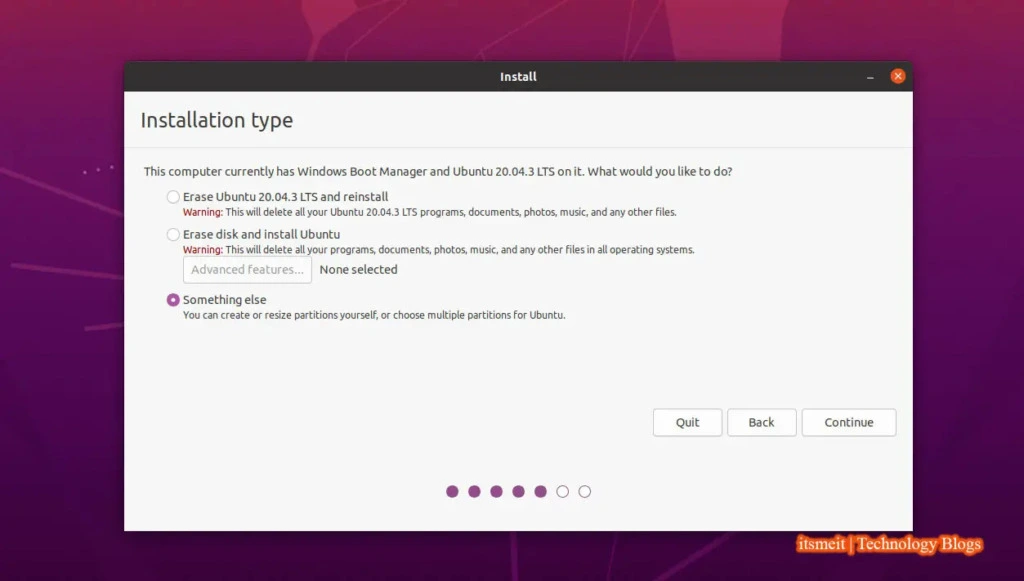 Install
Installation type
This computer currently has Windows Boot Manager and Ubuntu 20.04.3 LTS on it. What would you like to do?
Erase Ubuntu 20.04.3 LTS and reinstall
Warning: This will delete all your Ubuntu 20.04.3 LTS programs, documents, photos, music, and any other files.
Erase disk and install Ubuntu
Warning: This will delete all your programs, documents, photos, music, and any other files in all operating systems.
Advanced features... None selected
Something else
You can create or resize partitions yourself, or choose multiple partitions for Ubuntu.
Quit Back Continue
itsmeit | Technology Blogs